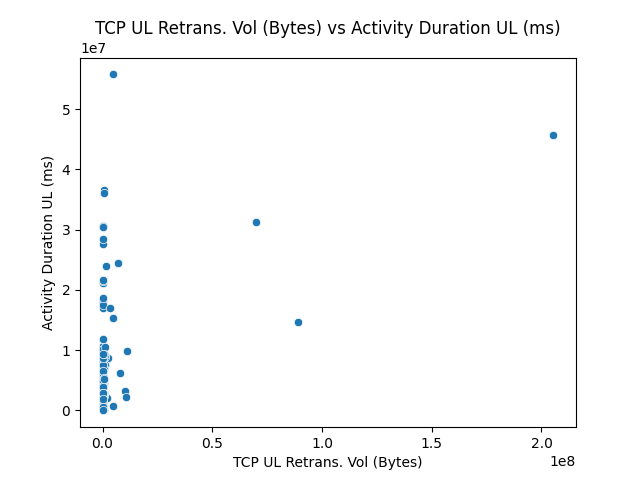 TCP UL Retrans. Vol (Bytes) vs Activity Duration UL (ms)
1e7
5
4
3
2
1
0
Activity Duration UL (ms)
0.0 0.5 1.0 1.5 2.0
1e8
TCP UL Retrans. Vol (Bytes)